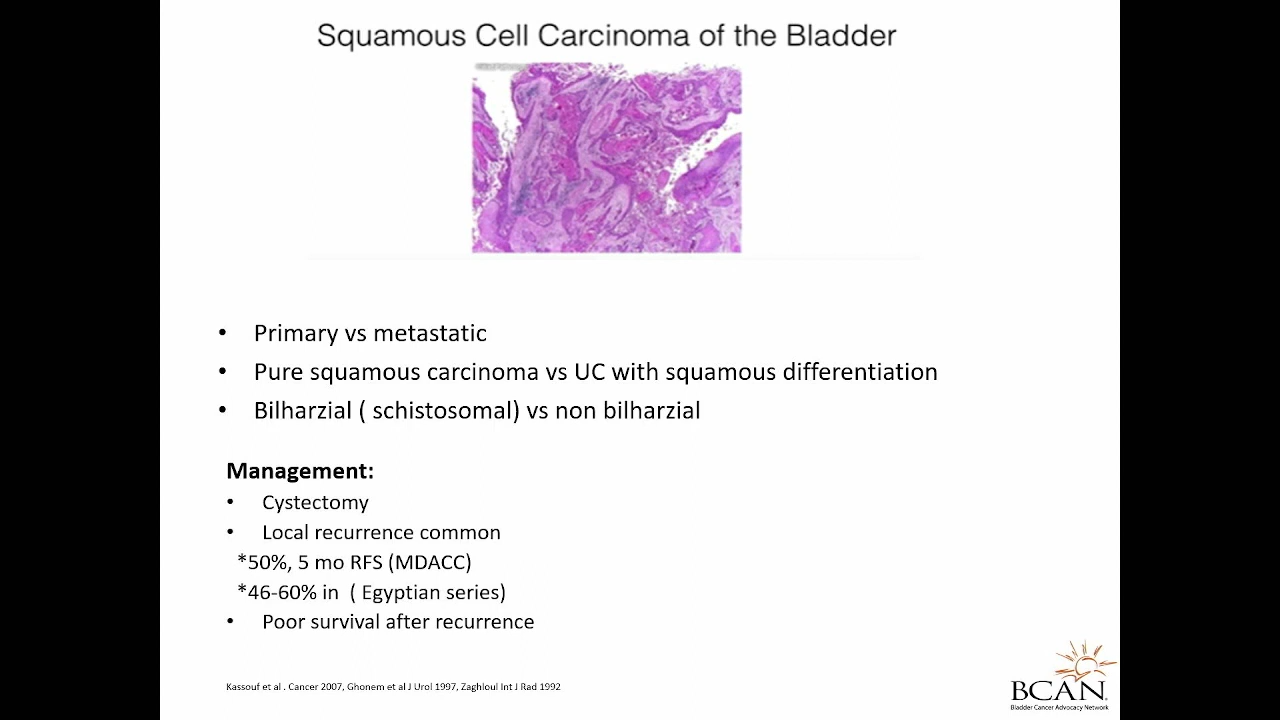 Squamous Cell Carcinoma of the Bladder
• Primary vs metastatic
• Pure squamous carcinoma vs UC with squamous differentiation
• Bilharzial ( schistosomal) vs non bilharzial
Management:
• Cystectomy
• Local recurrence common
*50%, 5 mo RFS (MDACC)
*46-60% in ( Egyptian series)
• Poor survival after recurrence
Kassouf et al . Cancer 2007, Ghonem et al J Urol 1997, Zaghloul Int J Rad 1992
BCAN
Bladder Cancer Advocacy Network